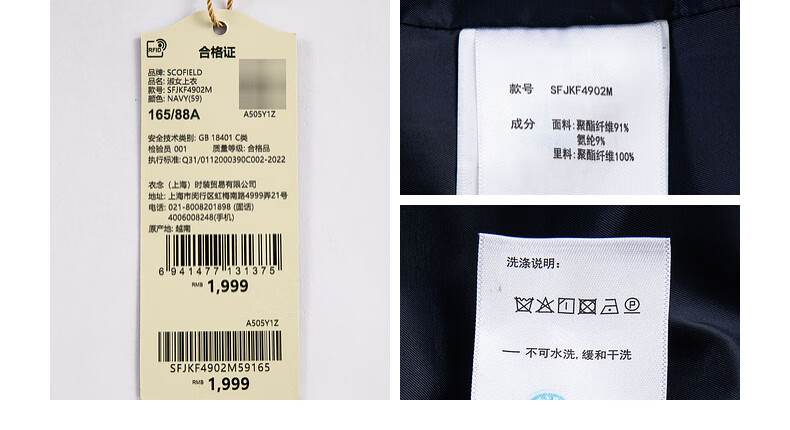 RFID
合格证
品牌: SCOFIELD
品名: 淑女上衣
款号: SFJKF4902M
颜色: NAVY(59)
165/88A
A505Y1Z
安全技术类别: GB 18401 C类
检验员 001 质量等级: 合格品
执行标准: Q31/0112000390C002-2022
衣念（上海）时装贸易有限公司
地址: 上海市闵行区虹梅南路4999弄21号
电话: 021-8008201898 (固话)
4006008248(手机)
原产地: 越南
6 941477 131375
RMB 1,999
A505Y1Z
SFJKF4902M59165
RMB 1,999
款号 SFJKF4902M
成分 面料:聚酯纤维91%
氨纶9%
里料:聚酯纤维100%
洗涤说明:
P
— 不可水洗,缓和干洗